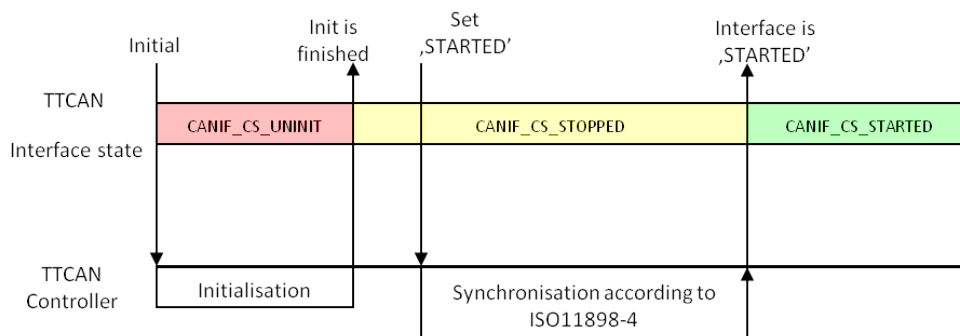 Initial
Init is
finished
Set
‚STARTED’
Interface is
‚STARTED’
TTCAN
Interface state
CANIF_CS_UNINIT
CANIF_CS_STOPPED
CANIF_CS_STARTED
TTCAN
Controller
Initialisation
Synchronisation according to
ISO11898-4